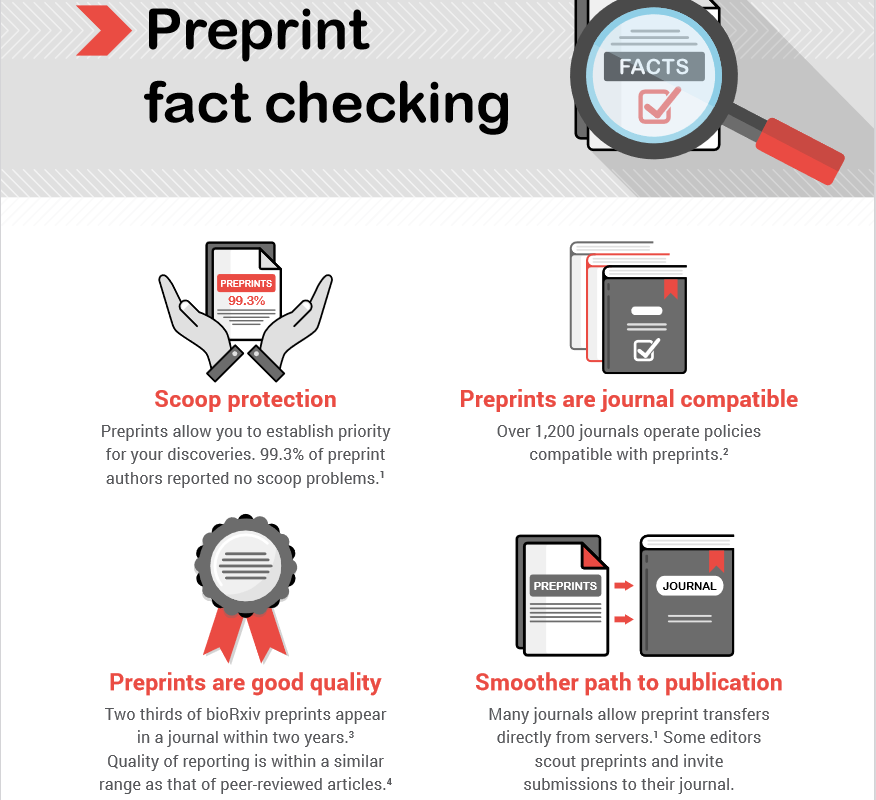 Preprint
fact checking
FACTS
PREPRINTS
99.3%
Scoop protection
Preprints allow you to establish priority
for your discoveries. 99.3% of preprint
authors reported no scoop problems.¹
Preprints are journal compatible
Over 1,200 journals operate policies
compatible with preprints.²
Preprints are good quality
Two thirds of bioRxiv preprints appear
in a journal within two years.³
Quality of reporting is within a similar
range as that of peer-reviewed articles.⁴
PREPRINTS
JOURNAL
Smoother path to publication
Many journals allow preprint transfers
directly from servers.¹ Some editors
scout preprints and invite
submissions to their journal.